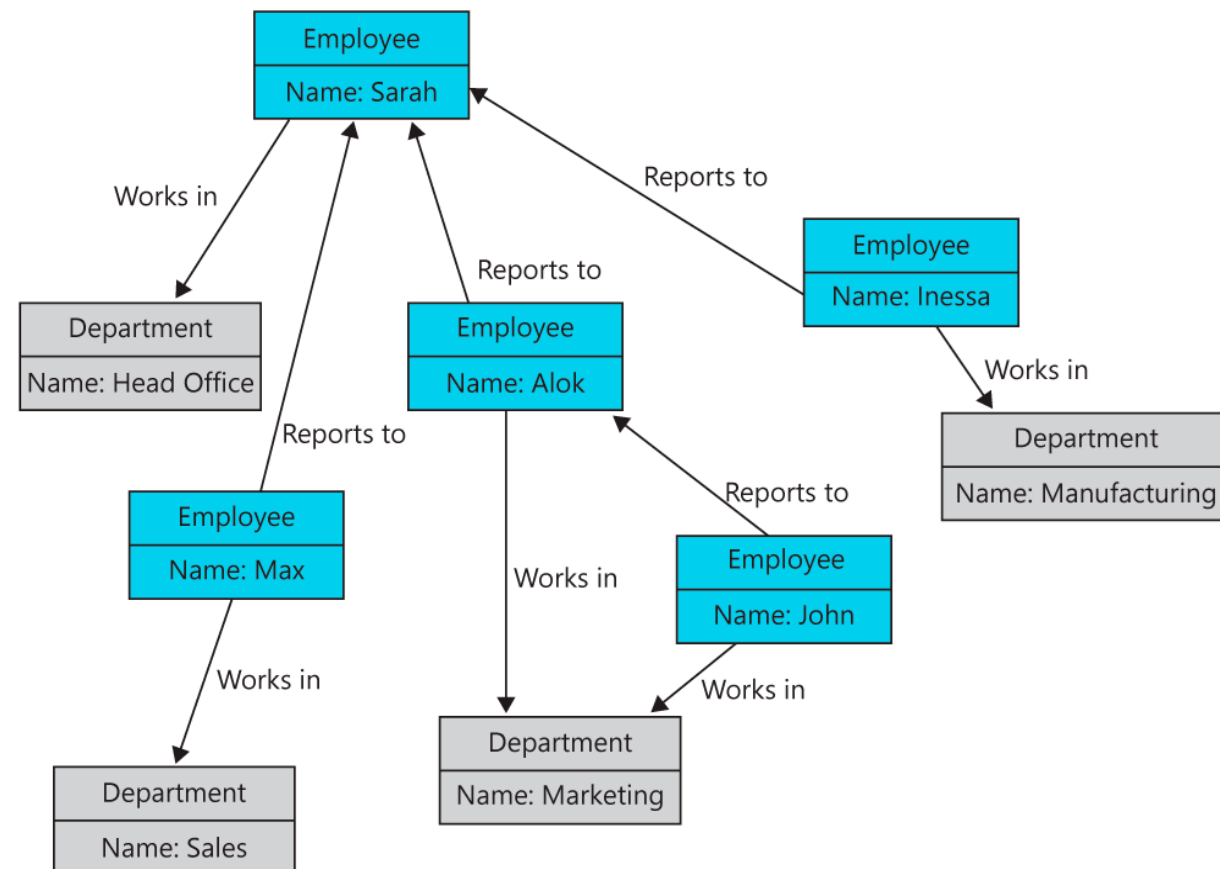 Employee
Name: Sarah
Works in
Reports to
Employee
Name: Inessa
Reports to
Department
Name: Head Office
Employee
Name: Alok
Works in
Department
Name: Manufacturing
Reports to
Employee
Name: Max
Reports to
Employee
Name: John
Works in
Works in
Works in
Department
Name: Marketing
Department
Name: Sales